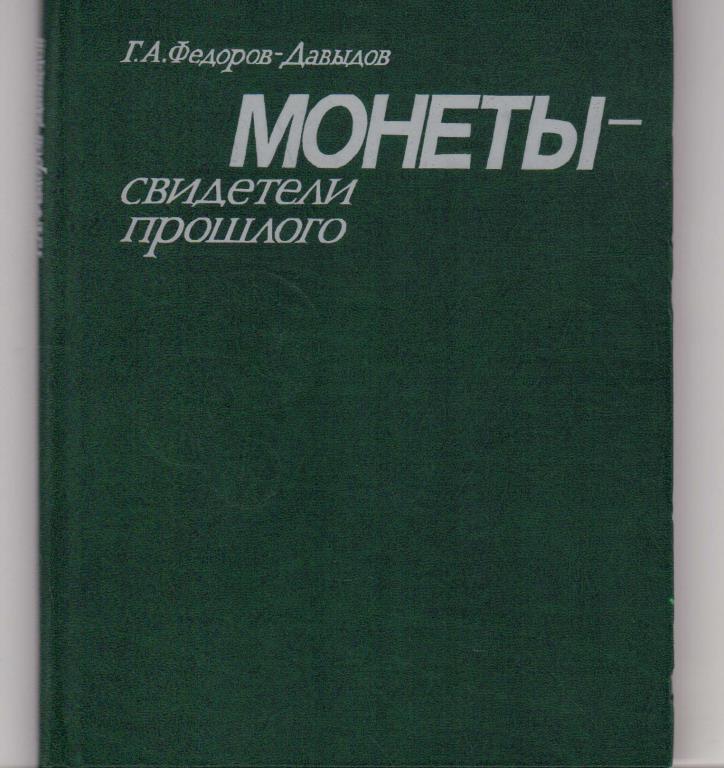 Г.А.Федоров-Давыдов
МОНЕТЫ-
свидетели
прошлого